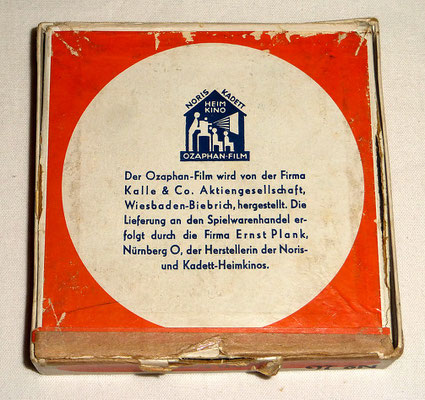 NORIS KADETT
HEIM
KINO
OZAPHAN-FILM
Der Ozaphan-Film wird von der Firma
Kalle & Co. Aktiengesellschaft,
Wiesbaden-Biebrich, hergestellt. Die
Lieferung an den Spielwarenhandel er-
folgt durch die Firma Ernst Plank,
Nürnberg O, der Herstellerin der Noris-
und Kadett-Heimkinos.